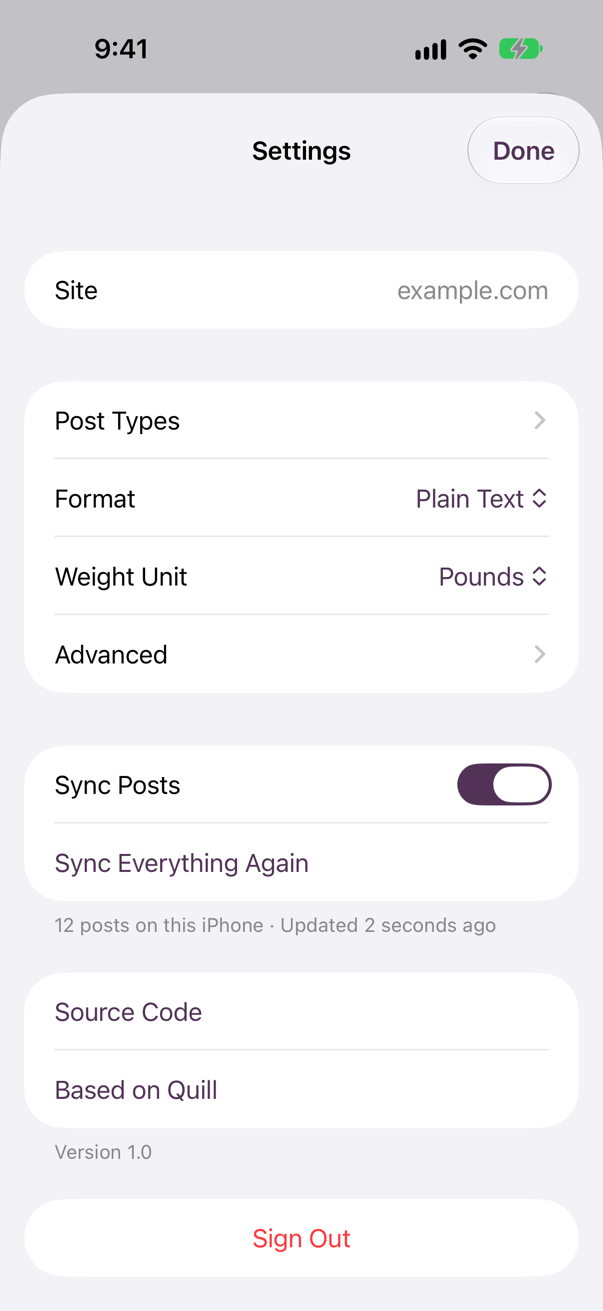 9:41
Settings
Done
Site
example.com
Post Types
Format
Plain Text
Weight Unit
Pounds
Advanced
Sync Posts
Sync Everything Again
12 posts on this iPhone · Updated 2 seconds ago
Source Code
Based on Quill
Version 1.0
Sign Out